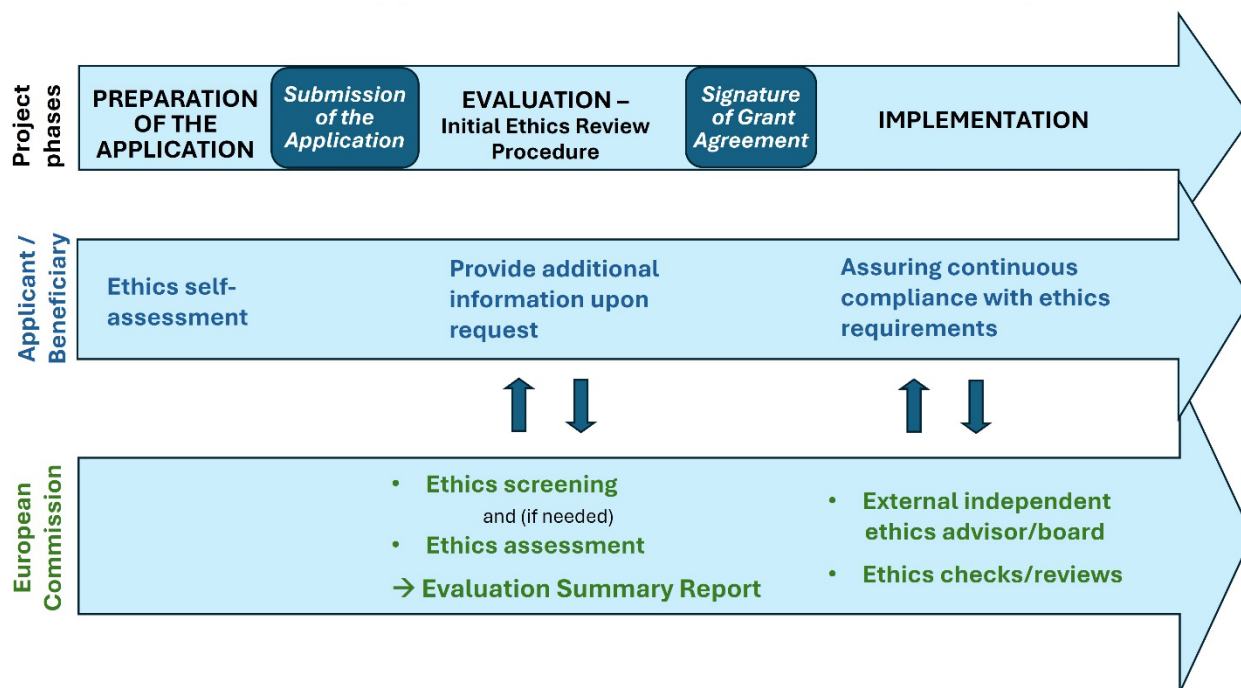 Project
phases
PREPARATION
OF THE
APPLICATION
Submission
of the
Application
EVALUATION –
Initial Ethics Review
Procedure
Signature
of Grant
Agreement
IMPLEMENTATION
Applicant /
Beneficiary
Ethics self-
assessment
Provide additional
information upon
request
Assuring continuous
compliance with ethics
requirements
European
Commission
• Ethics screening
and (if needed)
• Ethics assessment
→ Evaluation Summary Report
• External independent
ethics advisor/board
• Ethics checks/reviews